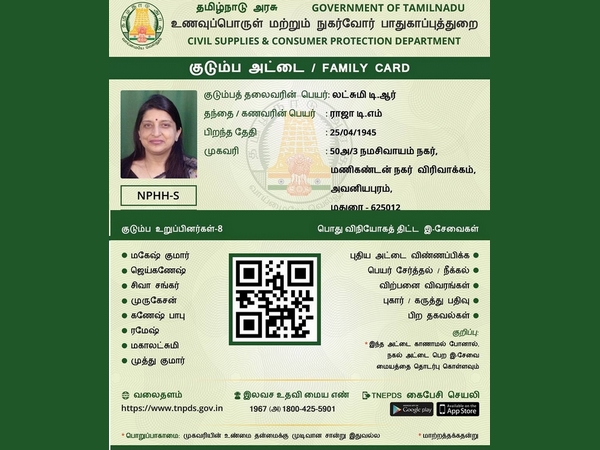 தமிழ்நாடு அரசு GOVERNMENT OF TAMILNADU
உணவுப்பொருள் மற்றும் நுகர்வோர் பாதுகாப்புத்துறை
CIVIL SUPPLIES & CONSUMER PROTECTION DEPARTMENT
குடும்ப அட்டை / FAMILY CARD
குடும்பத் தலைவரின் பெயர் : லட்சுமி டி.ஆர்
தந்தை / கணவரின் பெயர் : ராஜா டி.எம்
பிறந்த தேதி : 25/04/1945
முகவரி : 50அ/3 நமசிவாயம் நகர்,
மணிகண்டன் நகர் விரிவாக்கம்,
அவனியபுரம்,
மதுரை - 625012
NPHH-S
குடும்ப உறுப்பினர்கள்-8 பொது விநியோகத் திட்ட இ-சேவைகள்
மகேஷ் குமார்
ஜெய்கணேஷ்
சிவா சங்கர்
முருகேசன்
கணேஷ் பாபு
ரமேஷ்
மகாலட்சுமி
முத்து குமார்
புதிய அட்டை விண்ணப்பிக்க
பெயர் சேர்த்தல் / நீக்கல்
விற்பனை விவரங்கள்
புகார் / கருத்து பதிவு
பிற தகவல்கள்
குறிப்பு:
*இந்த அட்டை காணாமல் போனால்,
நகல் அட்டை பெற இ-சேவை
மையத்தை தொடர்பு கொள்ளவும்
வலைதளம்
https://www.tnpds.gov.in
இலவச உதவி மைய எண்
1967 (அ) 1800-425-5901
TNEPDS கைபேசி செயலி
Google play
Available on the App Store
*பொறுப்பாகாமை: முகவரியின் உண்மை தன்மைக்கு முடிவான சான்று இதுவல்ல *மாற்றத்தக்கதன்று